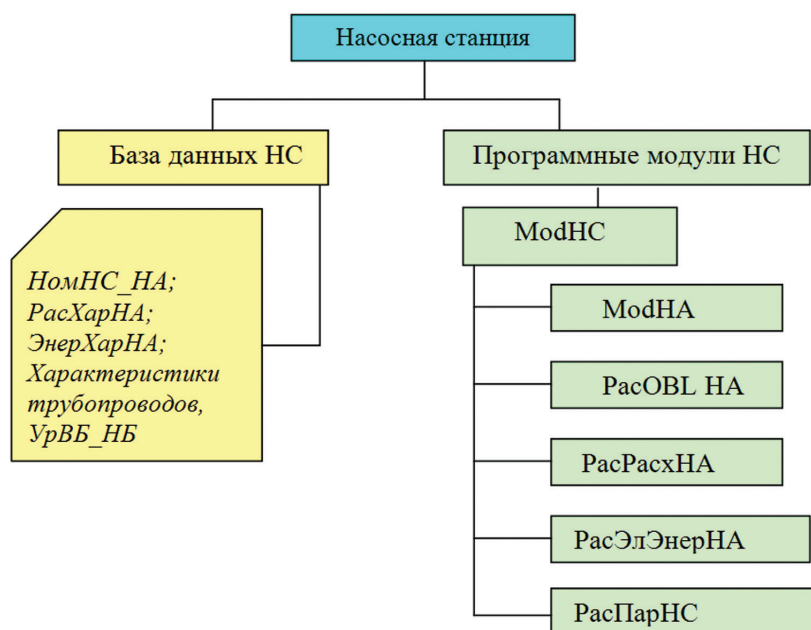 Насосная станция
База данных НС
Программные модули НС
НомНС_НА;
РасХарНА;
ЭнерХарНА;
Характеристики
трубопроводов,
УрВБ_НБ
ModНС
ModНА
РасOBL НА
РасРасхНА
РасЭлЭнерНА
РасПарНС